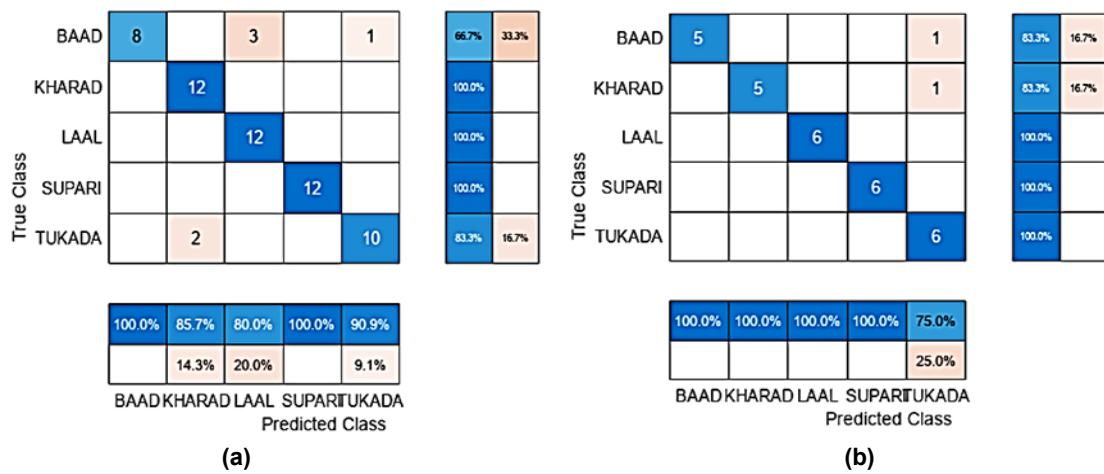 BAAD 8 3 1 66.7% 33.3%
KHARAD 12 100.0%
LAAL 12 100.0%
SUPARI 12 100.0%
TUKADA 2 10 83.3% 16.7%
True Class
100.0% 85.7% 80.0% 100.0% 90.9%
14.3% 20.0% 9.1%
BAAD KHARAD LAAL SUPARI TUKADA
Predicted Class
(a)
BAAD 5 1 83.3% 16.7%
KHARAD 5 1 83.3% 16.7%
LAAL 6 100.0%
SUPARI 6 100.0%
TUKADA 6 100.0%
True Class
100.0% 100.0% 100.0% 100.0% 75.0%
25.0%
BAAD KHARAD LAAL SUPARI TUKADA
Predicted Class
(b)